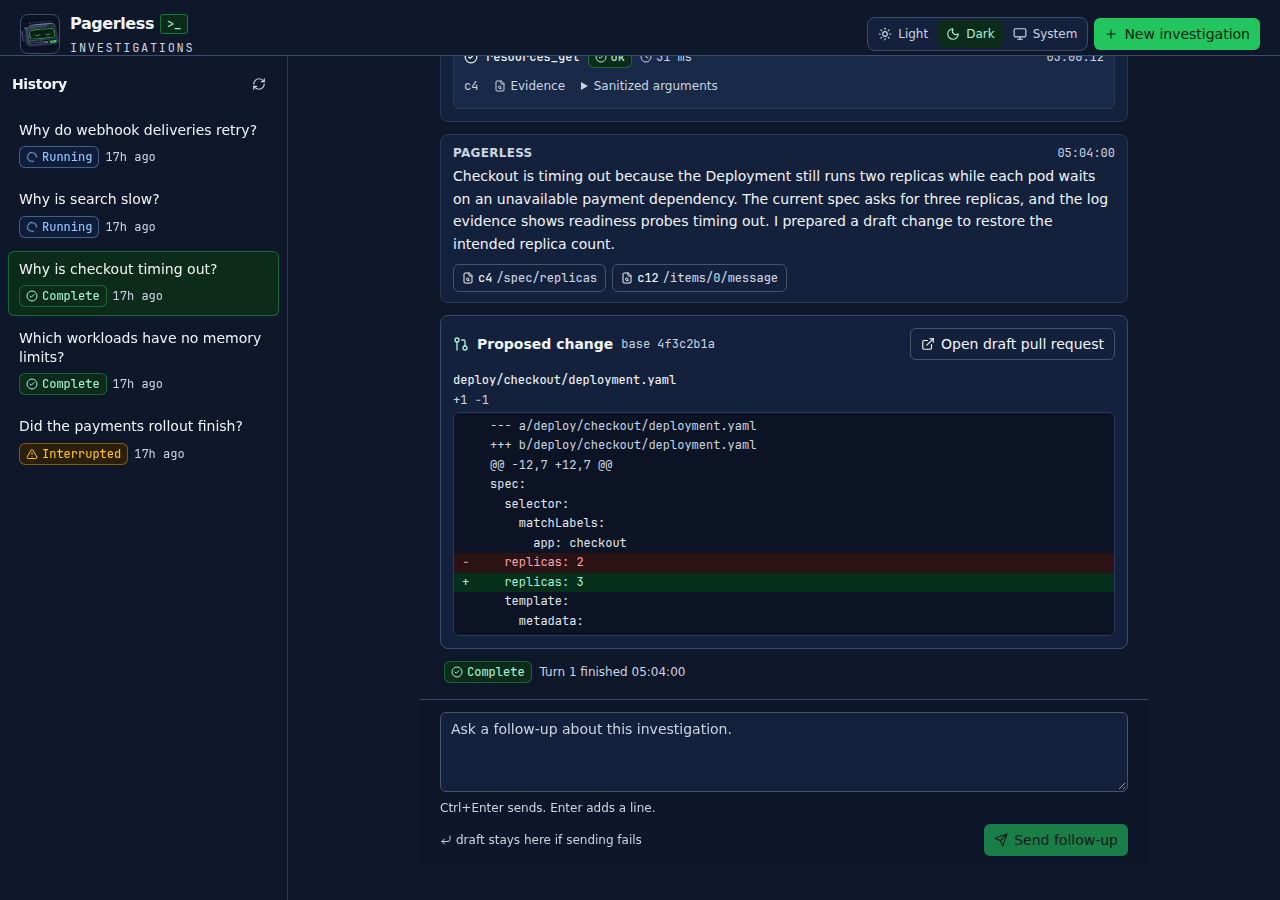 Pagerless >_
INVESTIGATIONS
Light Dark System
+ New investigation
History
Why do webhook deliveries retry?
Running 17h ago
Why is search slow?
Running 17h ago
Why is checkout timing out?
Complete 17h ago
Which workloads have no memory
limits?
Complete 17h ago
Did the payments rollout finish?
Interrupted 17h ago
resources_get OK 31 ms 05:00:12
c4 Evidence Sanitized arguments
PAGERLESS 05:04:00
Checkout is timing out because the Deployment still runs two replicas while each pod waits
on an unavailable payment dependency. The current spec asks for three replicas, and the log
evidence shows readiness probes timing out. I prepared a draft change to restore the
intended replica count.
c4 /spec/replicas c12 /items/0/message
Proposed change base 4f3c2b1a Open draft pull request
deploy/checkout/deployment.yaml
+1 -1
--- a/deploy/checkout/deployment.yaml
+++ b/deploy/checkout/deployment.yaml
@@ -12,7 +12,7 @@
spec:
selector:
matchLabels:
app: checkout
- replicas: 2
+ replicas: 3
template:
metadata:
Complete Turn 1 finished 05:04:00
Ask a follow-up about this investigation.
Ctrl+Enter sends. Enter adds a line.
draft stays here if sending fails
Send follow-up